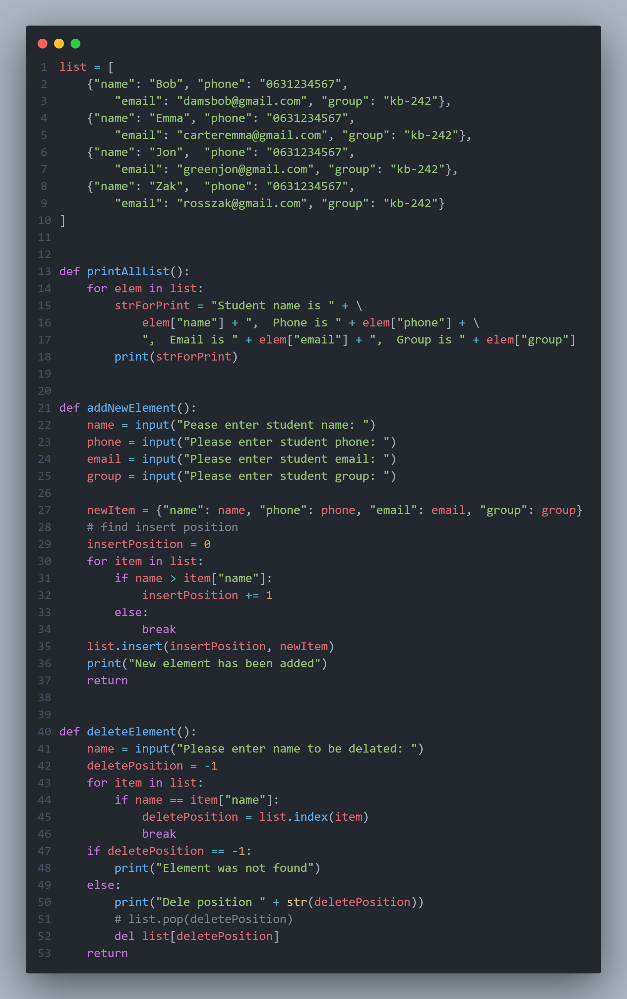 1 list = [
2     {"name": "Bob", "phone": "0631234567",
3         "email": "damsbob@gmail.com", "group": "kb-242"},
4     {"name": "Emma", "phone": "0631234567",
5         "email": "carteremma@gmail.com", "group": "kb-242"},
6     {"name": "Jon",  "phone": "0631234567",
7         "email": "greenjon@gmail.com", "group": "kb-242"},
8     {"name": "Zak",  "phone": "0631234567",
9         "email": "rosszak@gmail.com", "group": "kb-242"}
10 ]
11
12
13 def printAllList():
14     for elem in list:
15         strForPrint = "Student name is " + \
16             elem["name"] + ",  Phone is " + elem["phone"] + \
17             ",  Email is " + elem["email"] + ",  Group is " + elem["group"]
18         print(strForPrint)
19
20
21 def addNewElement():
22     name = input("Pease enter student name: ")
23     phone = input("Please enter student phone: ")
24     email = input("Please enter student email: ")
25     group = input("Please enter student group: ")
26
27     newItem = {"name": name, "phone": phone, "email": email, "group": group}
28     # find insert position
29     insertPosition = 0
30     for item in list:
31         if name > item["name"]:
32             insertPosition += 1
33         else:
34             break
35     list.insert(insertPosition, newItem)
36     print("New element has been added")
37     return
38
39
40 def deleteElement():
41     name = input("Please enter name to be delated: ")
42     deletePosition = -1
43     for item in list:
44         if name == item["name"]:
45             deletePosition = list.index(item)
46             break
47     if deletePosition == -1:
48         print("Element was not found")
49     else:
50         print("Dele position " + str(deletePosition))
51         # list.pop(deletePosition)
52         del list[deletePosition]
53     return